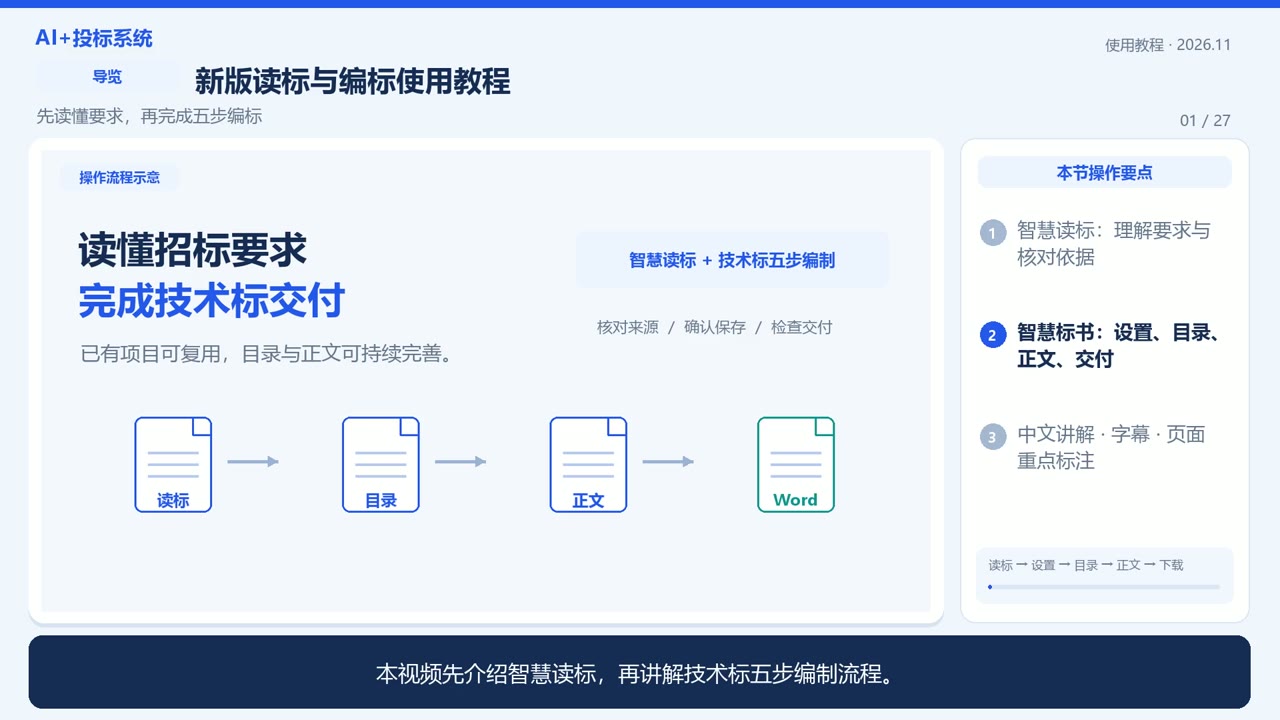 AI+投标系统
使用教程 · 2026.11
导览
新版读标与编标使用教程
先读懂要求，再完成五步编标
01 / 27
操作流程示意
读懂招标要求
完成技术标交付
已有项目可复用，目录与正文可持续完善。
智慧读标 + 技术标五步编制
核对来源 / 确认保存 / 检查交付
读标
目录
正文
Word
本节操作要点
1 智慧读标：理解要求与
核对依据
2 智慧标书：设置、目录、
正文、交付
3 中文讲解 · 字幕 · 页面
重点标注
读标 → 设置 → 目录 → 正文 → 下载
本视频先介绍智慧读标，再讲解技术标五步编制流程。